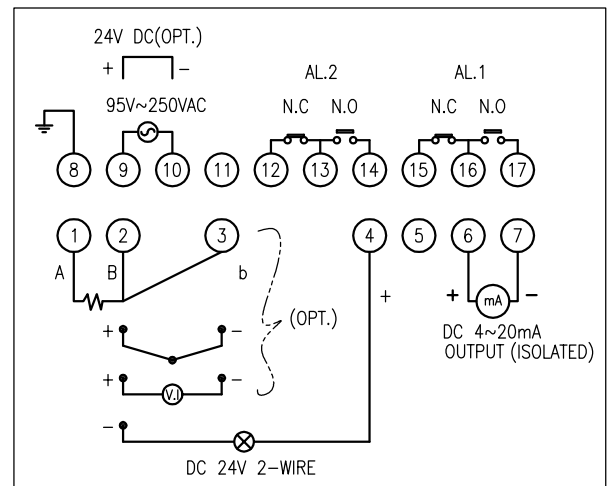 24V DC(OPT.)
+ −
95V~250VAC
AL.2 AL.1
N.C N.O N.C N.O
8 9 10 11 12 13 14 15 16 17
1 2 3 4 5 6 7
A B b
+ + −
mA
(OPT.)
DC 4~20mA
OUTPUT (ISOLATED)
+ −
+ −
V.I
−
DC 24V 2-WIRE